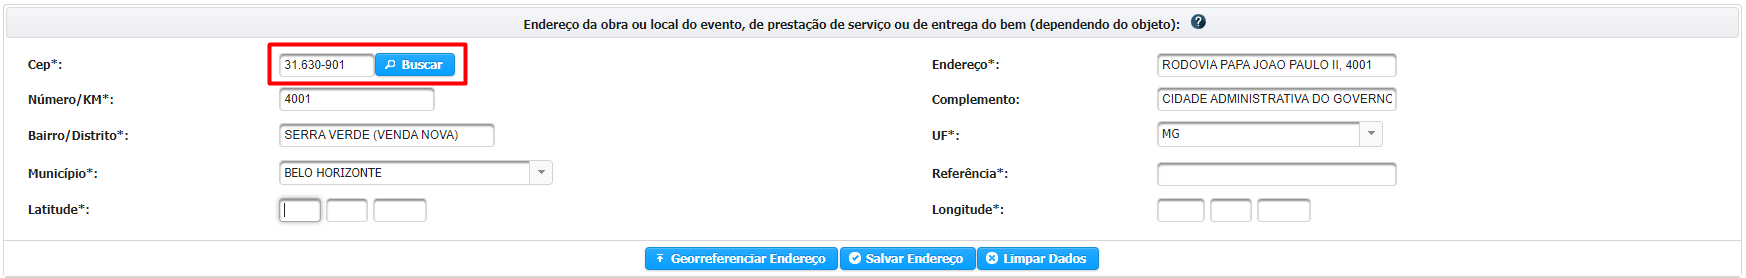 Endereço da obra ou local do evento, de prestação de serviço ou de entrega do bem (dependendo do objeto): ?
Cep*: 31.630-901 Buscar Endereço*: RODOVIA PAPA JOAO PAULO II, 4001
Número/KM*: 4001 Complemento: CIDADE ADMINISTRATIVA DO GOVERNO
Bairro/Distrito*: SERRA VERDE (VENDA NOVA) UF*: MG
Município*: BELO HORIZONTE Referência*:
Latitude*: Longitude*:
Georreferenciar Endereço Salvar Endereço Limpar Dados